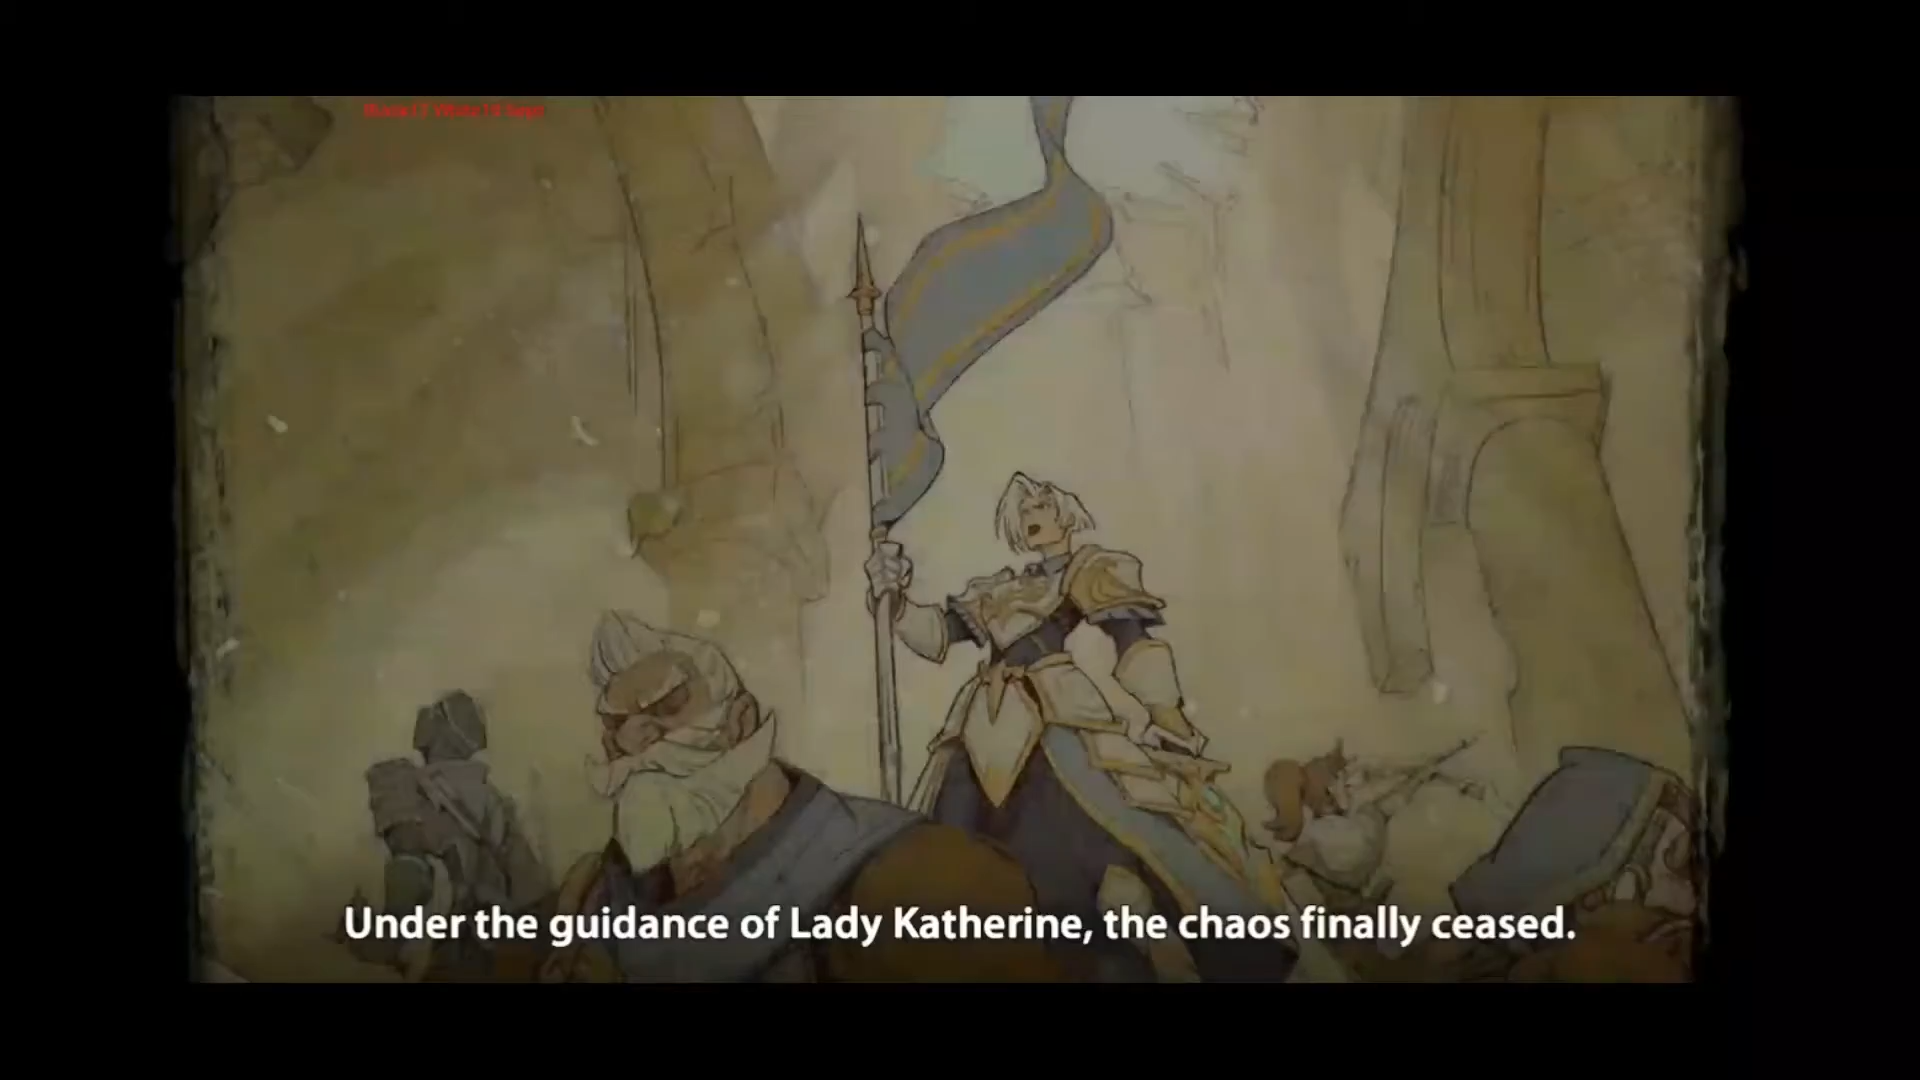 Under the guidance of Lady Katherine, the chaos finally ceased.